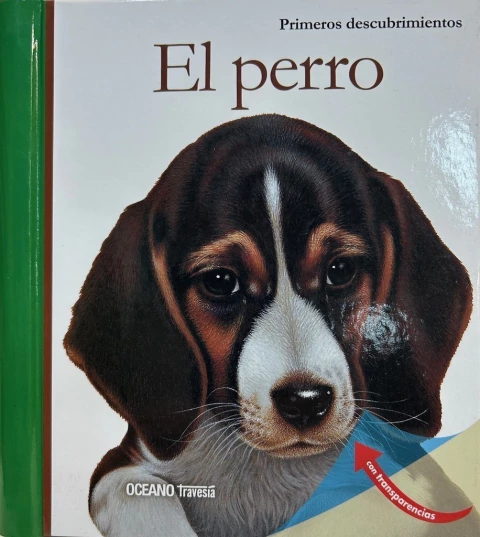 Primeros descubrimientos
El perro
OCEANO Travesía
con transparencias